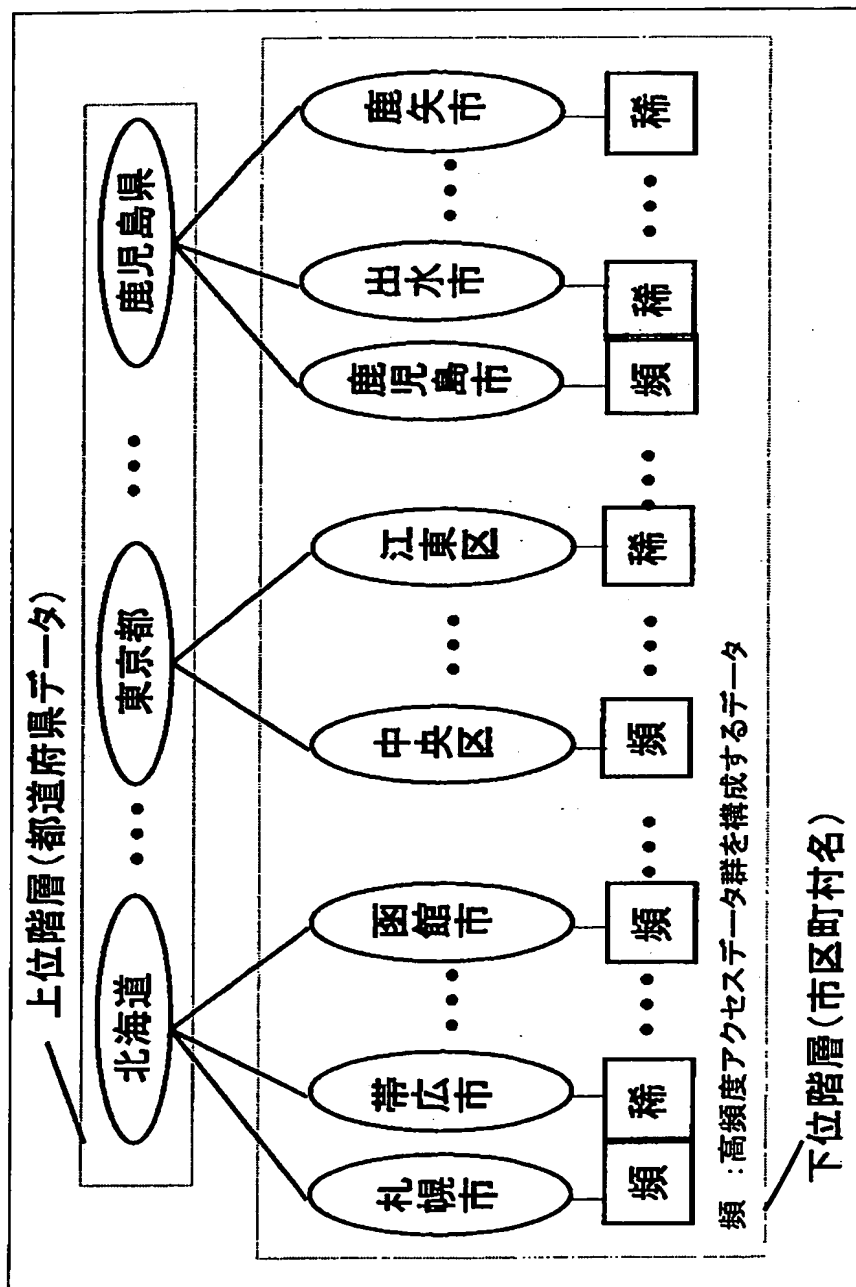 上位階層(都道府県データ)
北海道 ••• 東京都 ••• 鹿児島県
札幌市 帯広市 ••• 函館市 中央区 ••• 江東区 鹿児島市 出水市 ••• 鹿矢市
頻 稀 ••• 頻 ••• 頻 ••• 稀 ••• 頻 稀 ••• 稀
頻 :高頻度アクセスデータ群を構成するデータ
下位階層(市区町村名)